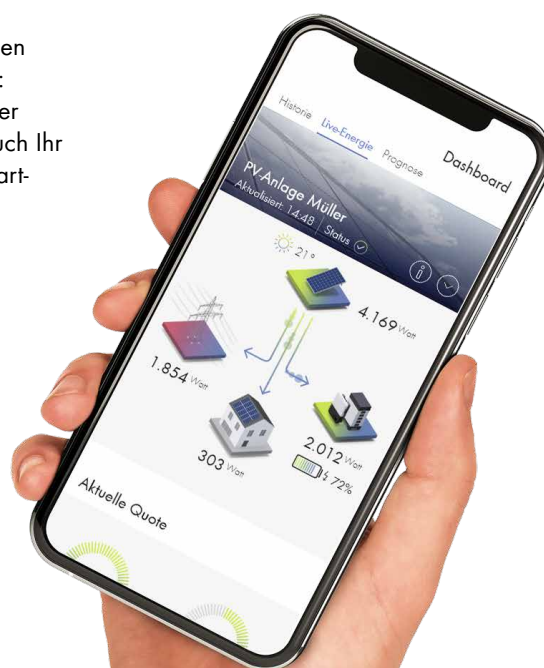 en
:
er
uch Ihr
art-
Dashboard
Historie Live-Energie Prognose
PV-Anlage Müller
Aktualisiert: 14:48 | Status
21°
4.169 Watt
1.854 Watt
303 Watt
2.012 Watt
72%
Aktuelle Quote